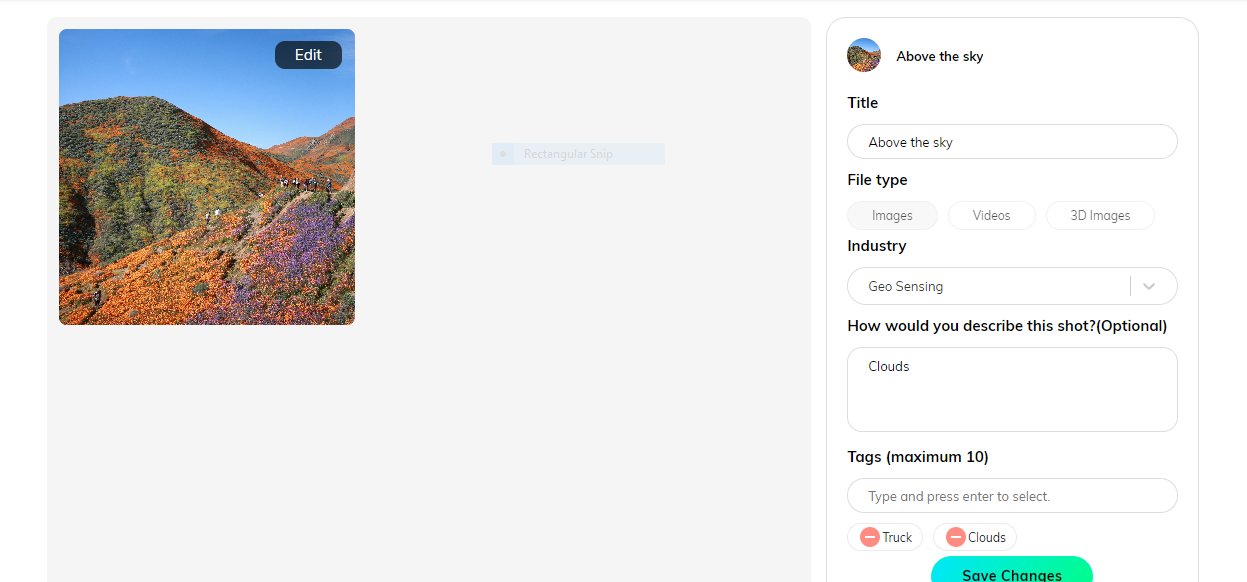 Edit
Rectangular Snip
Above the sky
Title
Above the sky
File type
Images Videos 3D Images
Industry
Geo Sensing
How would you describe this shot?(Optional)
Clouds
Tags (maximum 10)
Type and press enter to select.
Truck Clouds
Save Changes